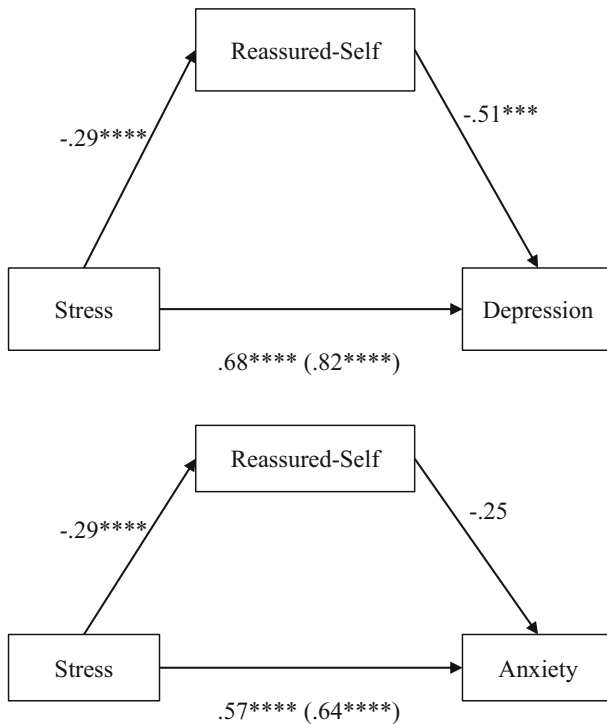 Reassured-Self
-.29****
-.51***
Stress
Depression
.68**** (.82****)
Reassured-Self
-.29****
-.25
Stress
Anxiety
.57**** (.64****)